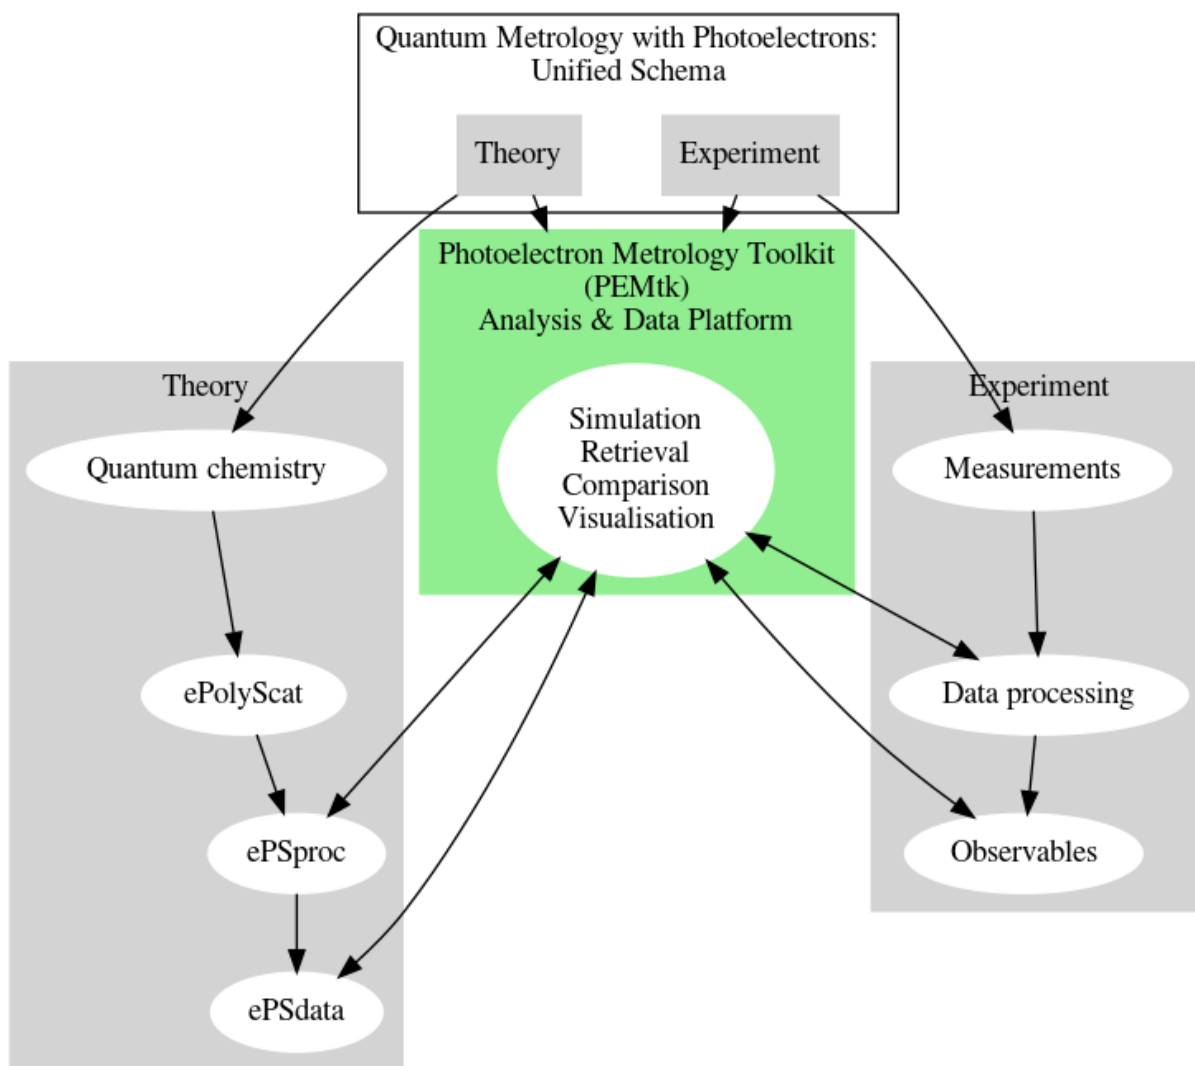 Quantum Metrology with Photoelectrons:
Unified Schema
Theory
Experiment
Photoelectron Metrology Toolkit
(PEMtk)
Analysis & Data Platform
Simulation
Retrieval
Comparison
Visualisation
Theory
Quantum chemistry
ePolyScat
ePSproc
ePSdata
Experiment
Measurements
Data processing
Observables